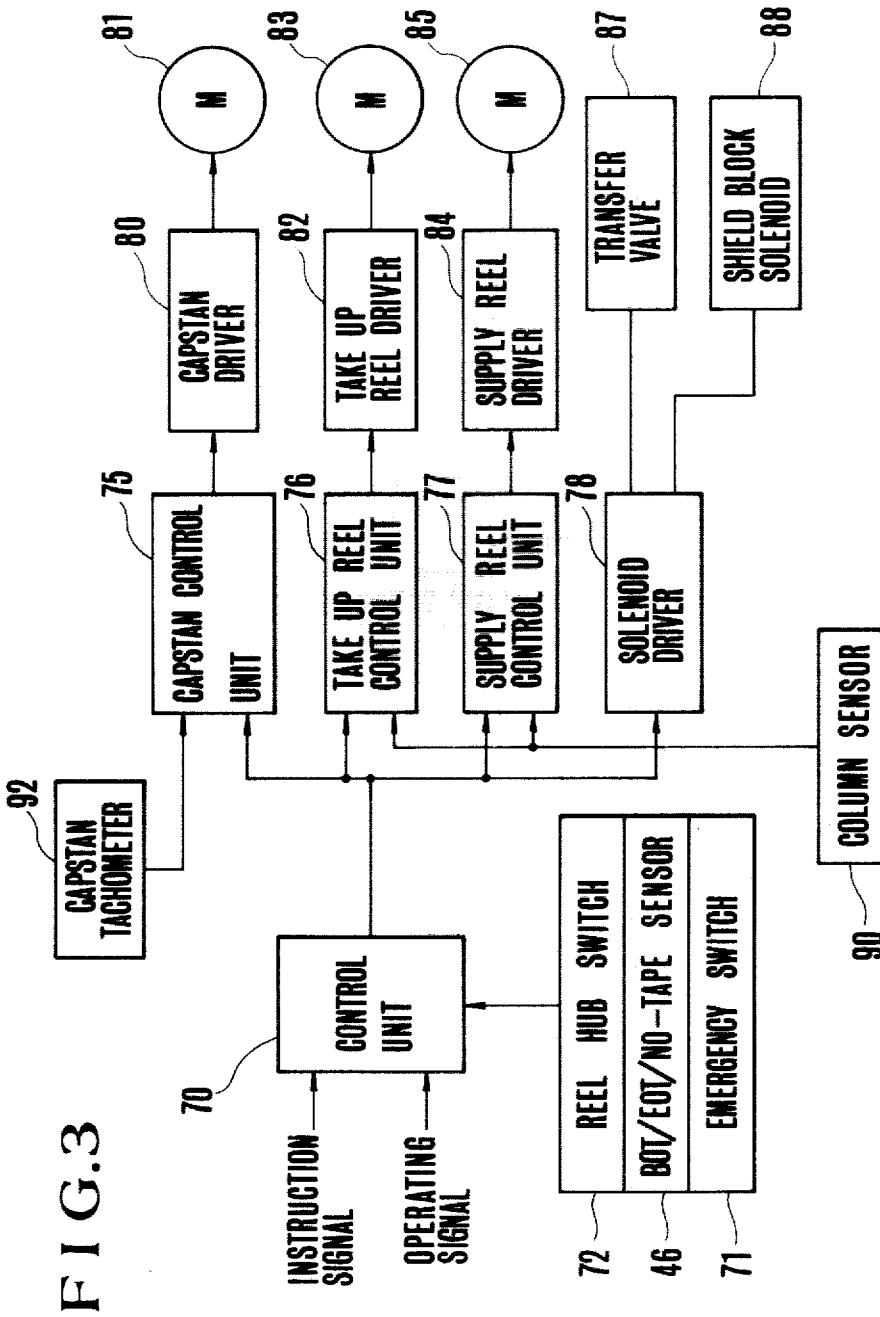 FIG.3
92
CAPSTAN
TACHOMETER
75
CAPSTAN CONTROL
UNIT
80
CAPSTAN
DRIVER
81
M
70
CONTROL
UNIT
INSTRUCTION
SIGNAL
OPERATING
SIGNAL
76
TAKE UP REEL
CONTROL UNIT
82
TAKE UP
REEL DRIVER
83
M
77
SUPPLY REEL
CONTROL UNIT
84
SUPPLY REEL
DRIVER
85
M
78
SOLENOID
DRIVER
TRANSFER
VALVE
87
SHIELD BLOCK
SOLENOID
88
72
REEL HUB SWITCH
46
BOT/EOT/NO-TAPE SENSOR
71
EMERGENCY SWITCH
COLUMN SENSOR
90